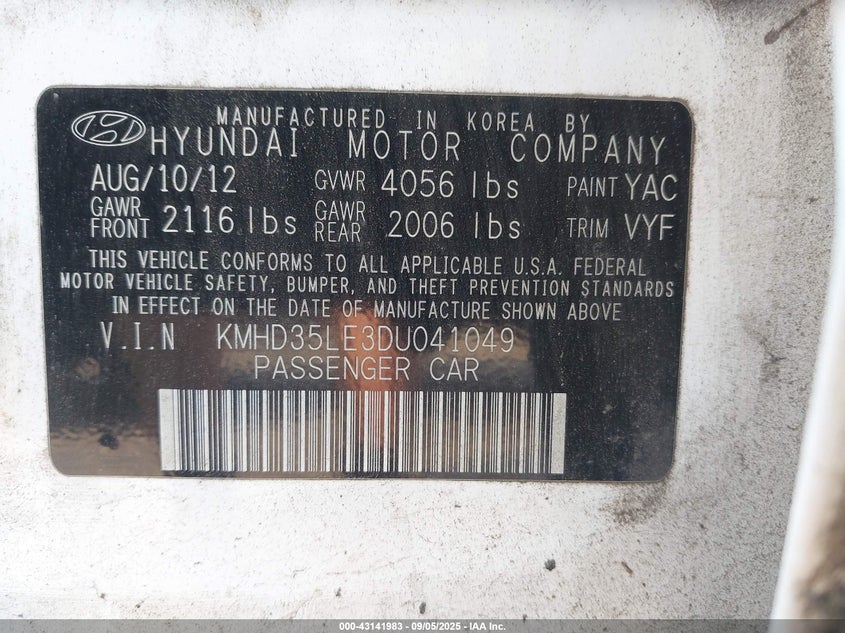 MANUFACTURED IN KOREA BY
HYUNDAI MOTOR COMPANY
AUG/10/12 GVWR 4056 lbs PAINT YAC
GAWR FRONT 2116 lbs GAWR REAR 2006 lbs TRIM VYF
THIS VEHICLE CONFORMS TO ALL APPLICABLE U.S.A. FEDERAL
MOTOR VEHICLE SAFETY, BUMPER, AND THEFT PREVENTION STANDARDS
IN EFFECT ON THE DATE OF MANUFACTURE SHOWN ABOVE
V.I.N KMHD35LE3DU041049
PASSENGER CAR
000-43141983 - 09/05/2025 - IAA Inc.